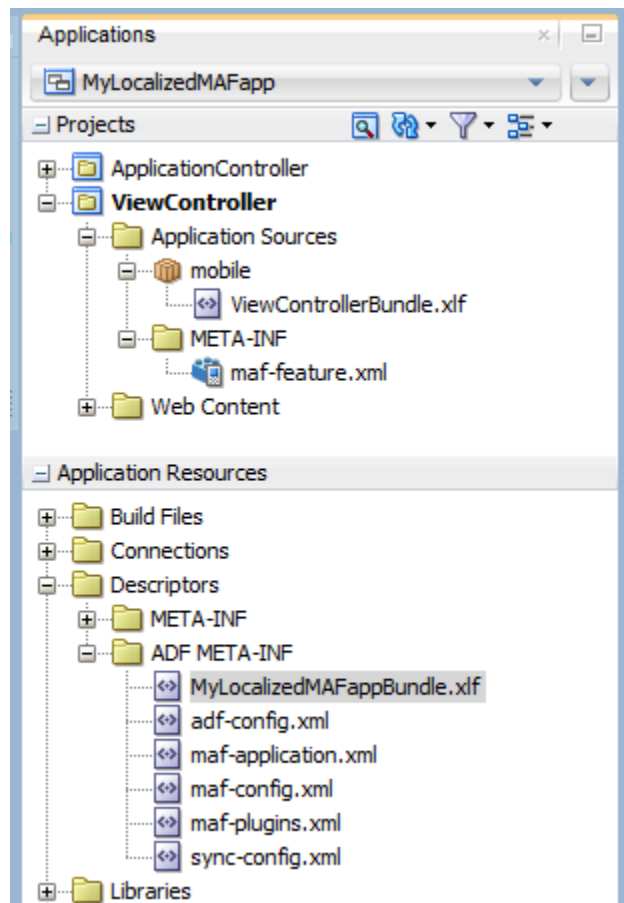 Applications
MyLocalizedMAFapp
Projects
ApplicationController
ViewController
Application Sources
mobile
ViewControllerBundle.xlf
META-INF
maf-feature.xml
Web Content
Application Resources
Build Files
Connections
Descriptors
META-INF
ADF META-INF
MyLocalizedMAFappBundle.xlf
adf-config.xml
maf-application.xml
maf-config.xml
maf-plugins.xml
sync-config.xml
Libraries